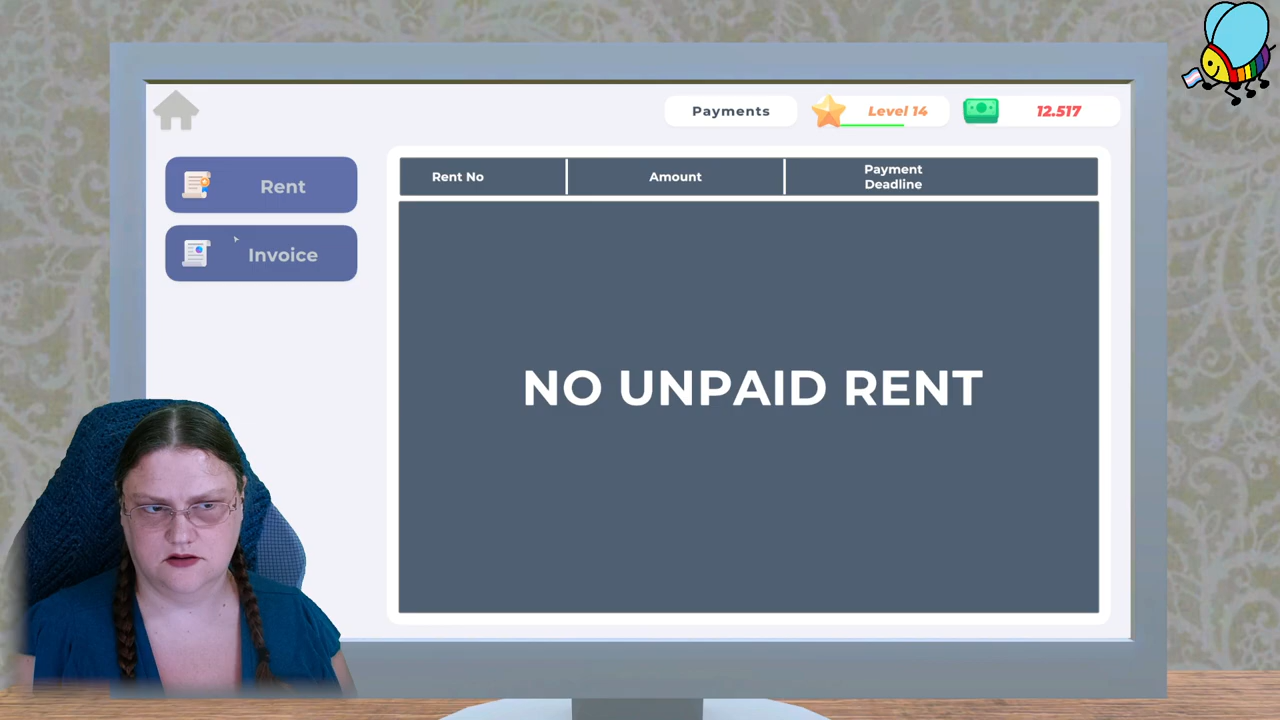 Payments
Level 14
12.517
Rent
Invoice
Rent No
Amount
Payment
Deadline
NO UNPAID RENT